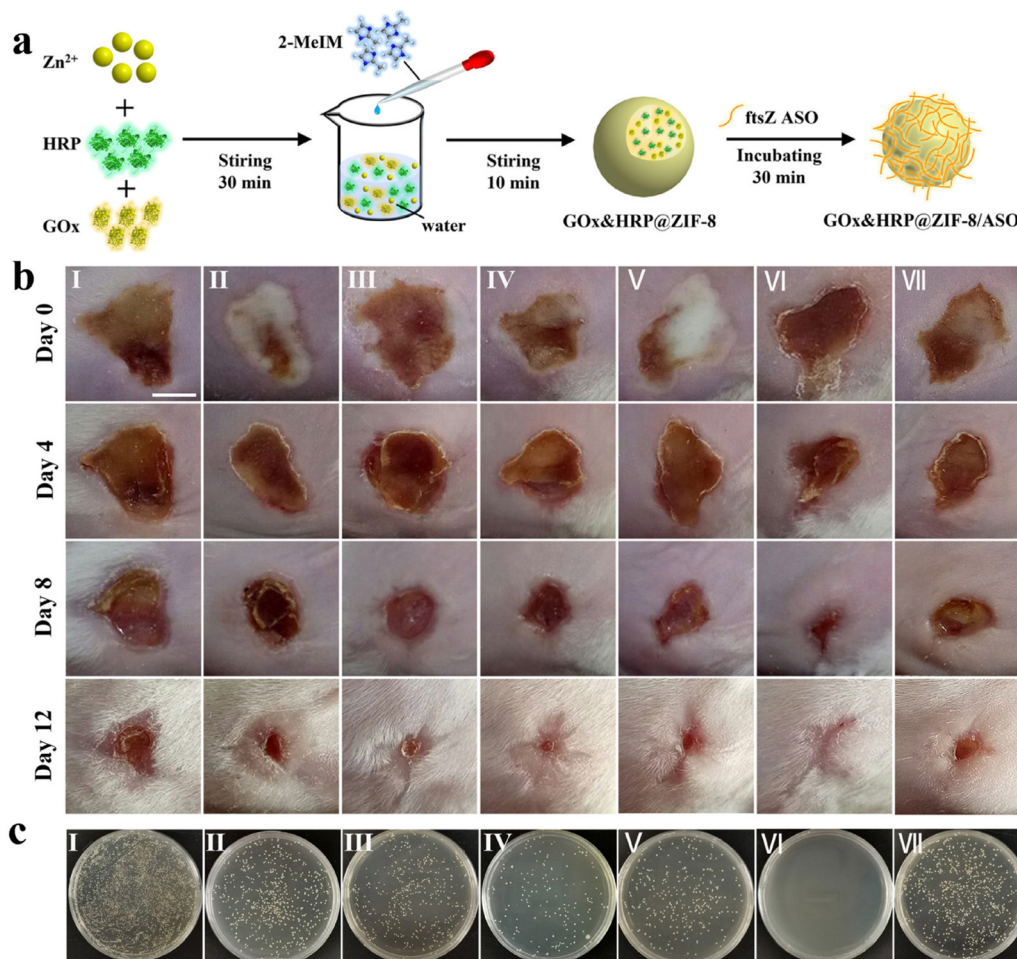 a
Zn²⁺
+
HRP
+
GOx
Stiring
30 min
2-MeIM
water
Stiring
10 min
GOx&HRP@ZIF-8
ftsZ ASO
Incubating
30 min
GOx&HRP@ZIF-8/ASO
b
I II III IV V VI VII
Day 0
Day 4
Day 8
Day 12
c
I II III IV V VI VII